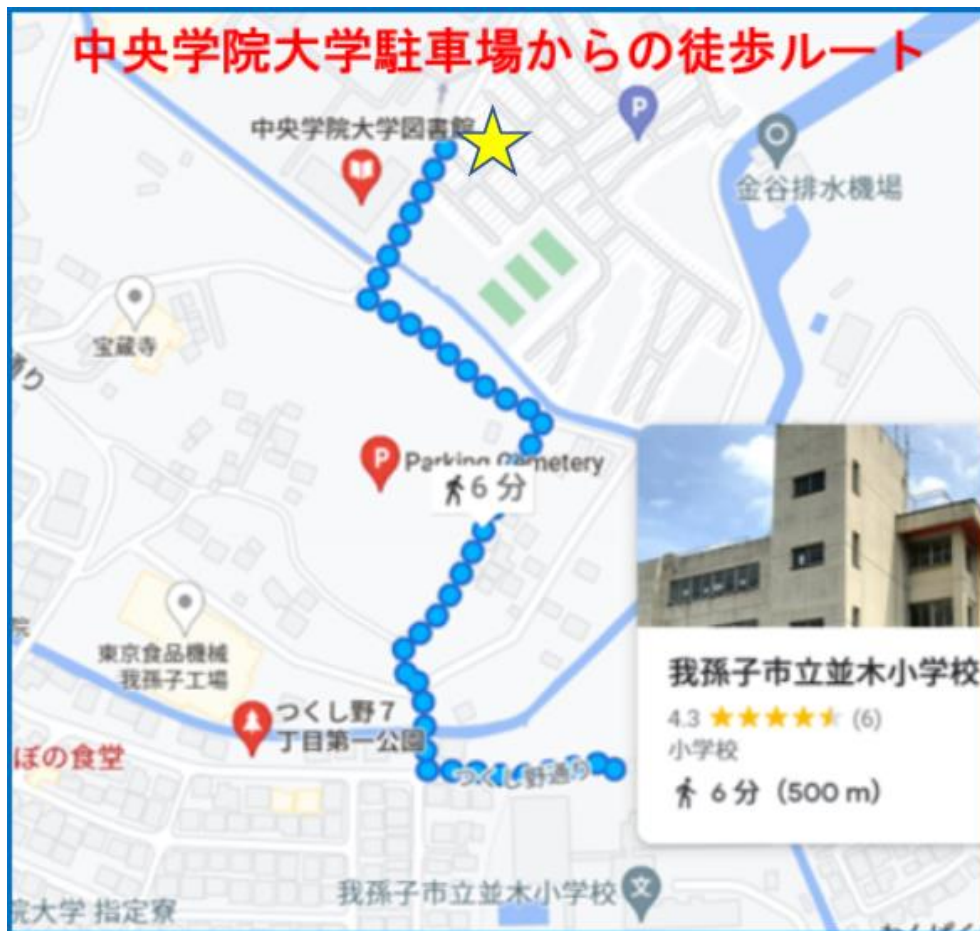 中央学院大学駐車場からの徒歩ルート
中央学院大学図書館
P
金谷排水機場
宝蔵寺
通り
P
Parking Cemetery
6 分
院
東京食品機械
我孫子工場
つくし野７
丁目第一公園
ぼの食堂
つくし野通り
我孫子市立並木小学校
4.3 (6)
小学校
6 分 (500 m)
我孫子市立並木小学校
文
院大学 指定寮